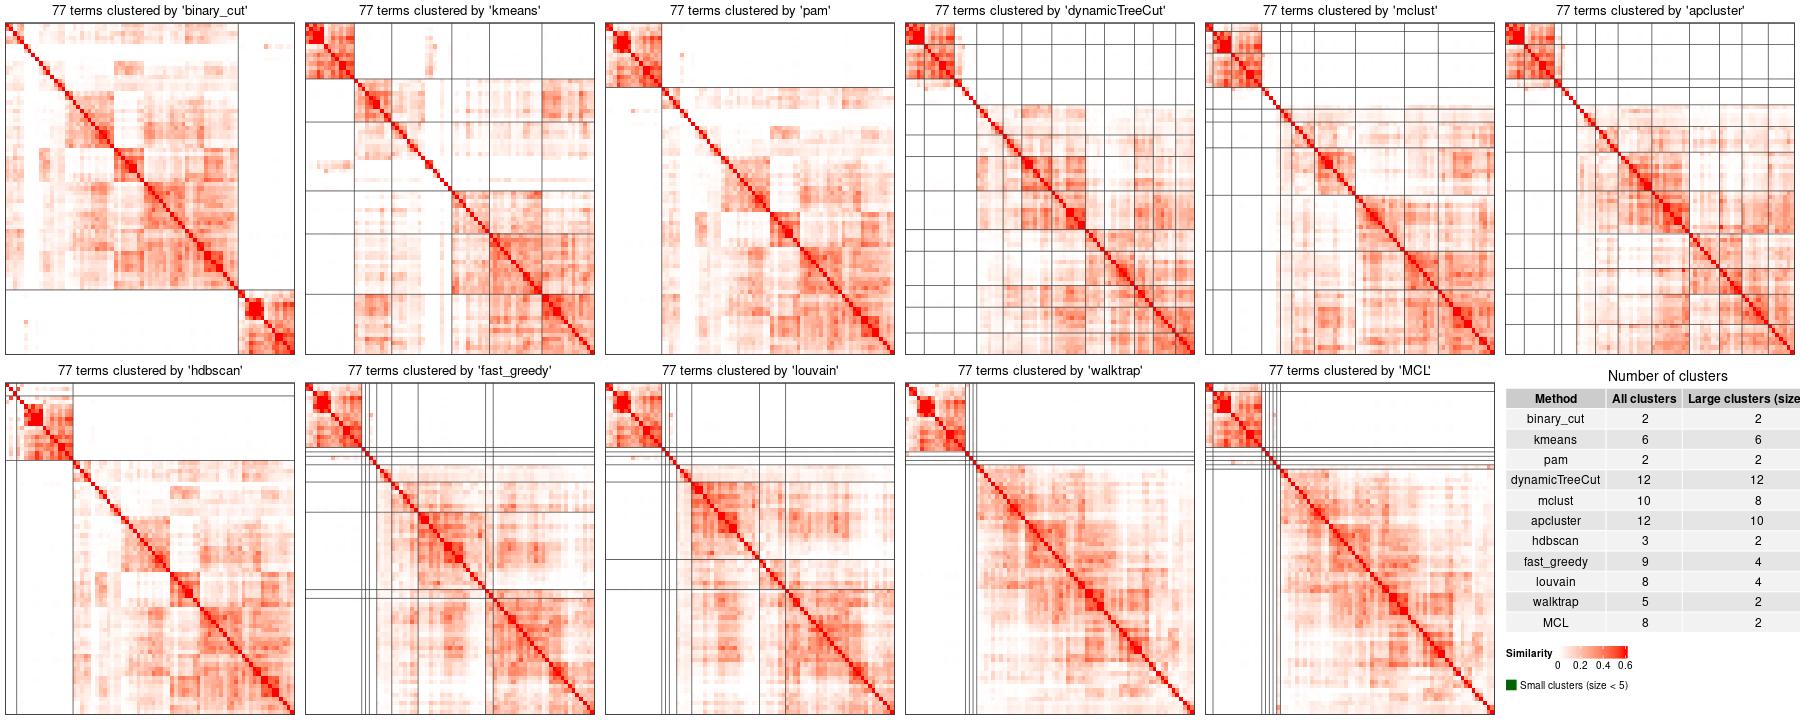 77 terms clustered by 'binary_cut'
77 terms clustered by 'kmeans'
77 terms clustered by 'pam'
77 terms clustered by 'dynamicTreeCut'
77 terms clustered by 'mclust'
77 terms clustered by 'apcluster'
77 terms clustered by 'hdbscan'
77 terms clustered by 'fast_greedy'
77 terms clustered by 'louvain'
77 terms clustered by 'walktrap'
77 terms clustered by 'MCL'
Number of clusters
Method All clusters Large clusters (size
binary_cut 2 2
kmeans 6 6
pam 2 2
dynamicTreeCut 12 12
mclust 10 8
apcluster 12 10
hdbscan 3 2
fast_greedy 9 4
louvain 8 4
walktrap 5 2
MCL 8 2
Similarity
0 0.2 0.4 0.6
Small clusters (size < 5)